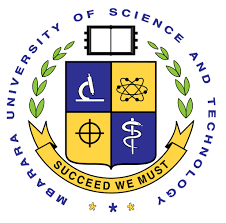 MBARARA UNIVERSITY OF SCIENCE AND TECHNOLOGY
SUCCEED WE MUST